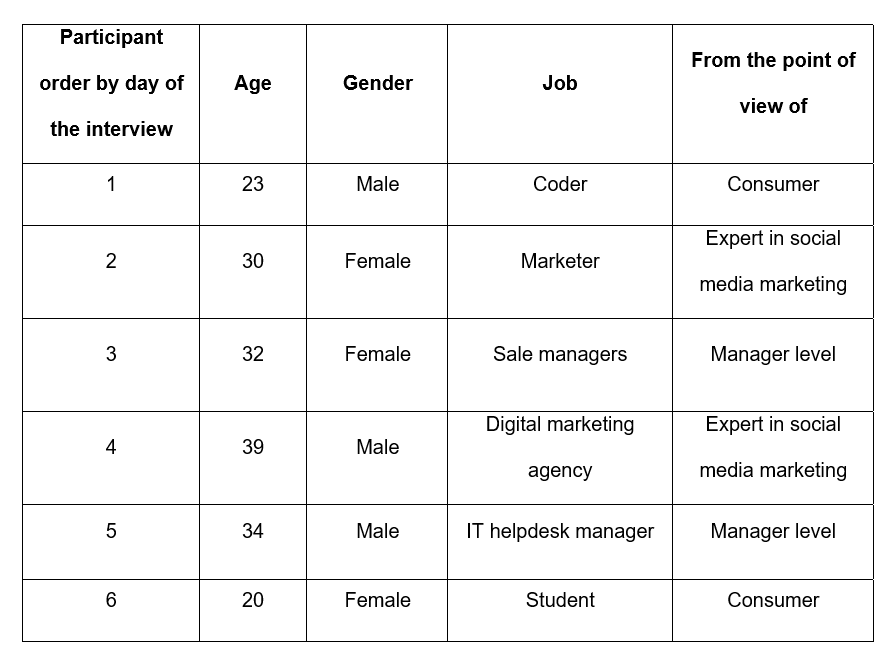 Participant order by day of the interview Age Gender Job From the point of view of
1 23 Male Coder Consumer
2 30 Female Marketer Expert in social media marketing
3 32 Female Sale managers Manager level
4 39 Male Digital marketing agency Expert in social media marketing
5 34 Male IT helpdesk manager Manager level
6 20 Female Student Consumer